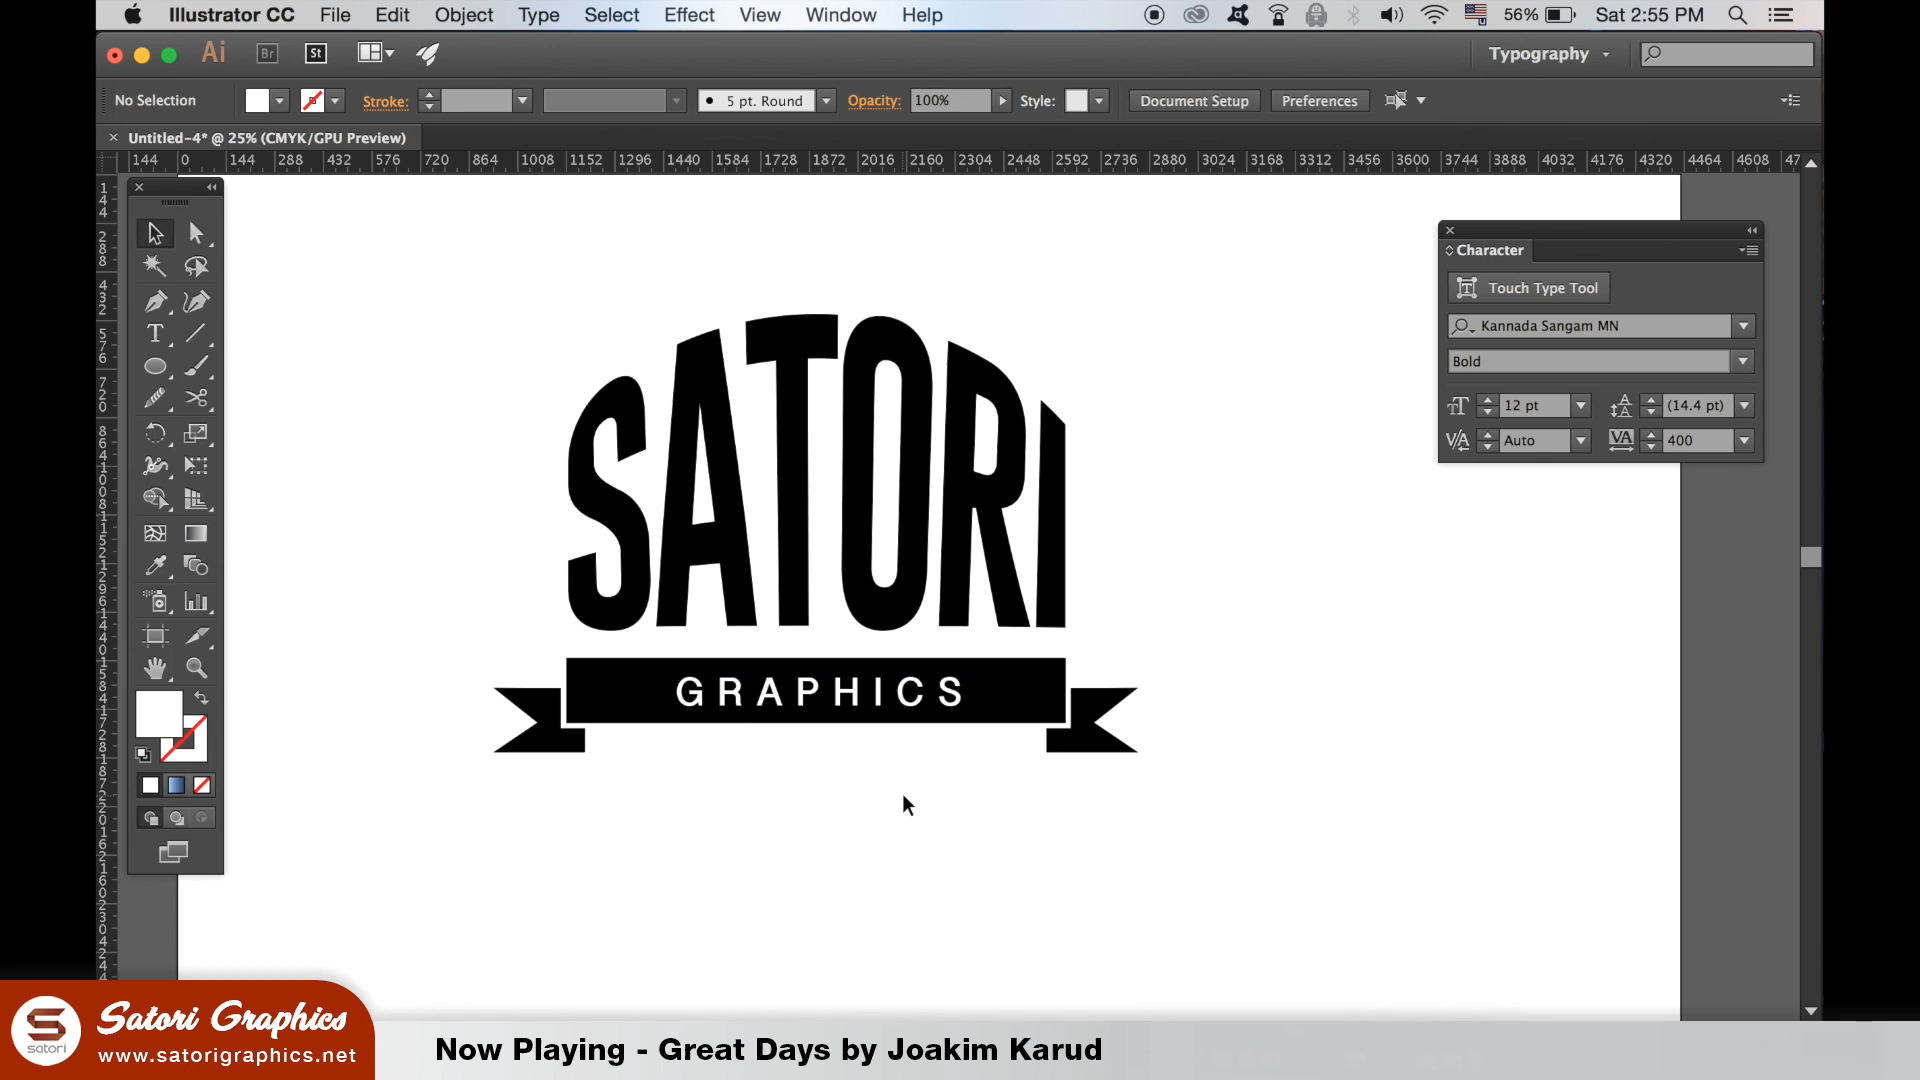 Illustrator CC File Edit Object Type Select Effect View Window Help 56% Sat 2:55 PM
Ai Br St Typography
No Selection Stroke: 5 pt. Round Opacity: 100% Style: Document Setup Preferences
Untitled-4* @ 25% (CMYK/GPU Preview)
144 0 144 288 432 576 720 864 1008 1152 1296 1440 1584 1728 1872 2016 2160 2304 2448 2592 2736 2880 3024 3168 3312 3456 3600 3744 3888 4032 4176 4320 4464 4608 47
Character
Touch Type Tool
Kannada Sangam MN
Bold
12 pt (14.4 pt)
Auto 400
SATORI
GRAPHICS
Satori Graphics
satori
www.satorigraphics.net
Now Playing - Great Days by Joakim Karud